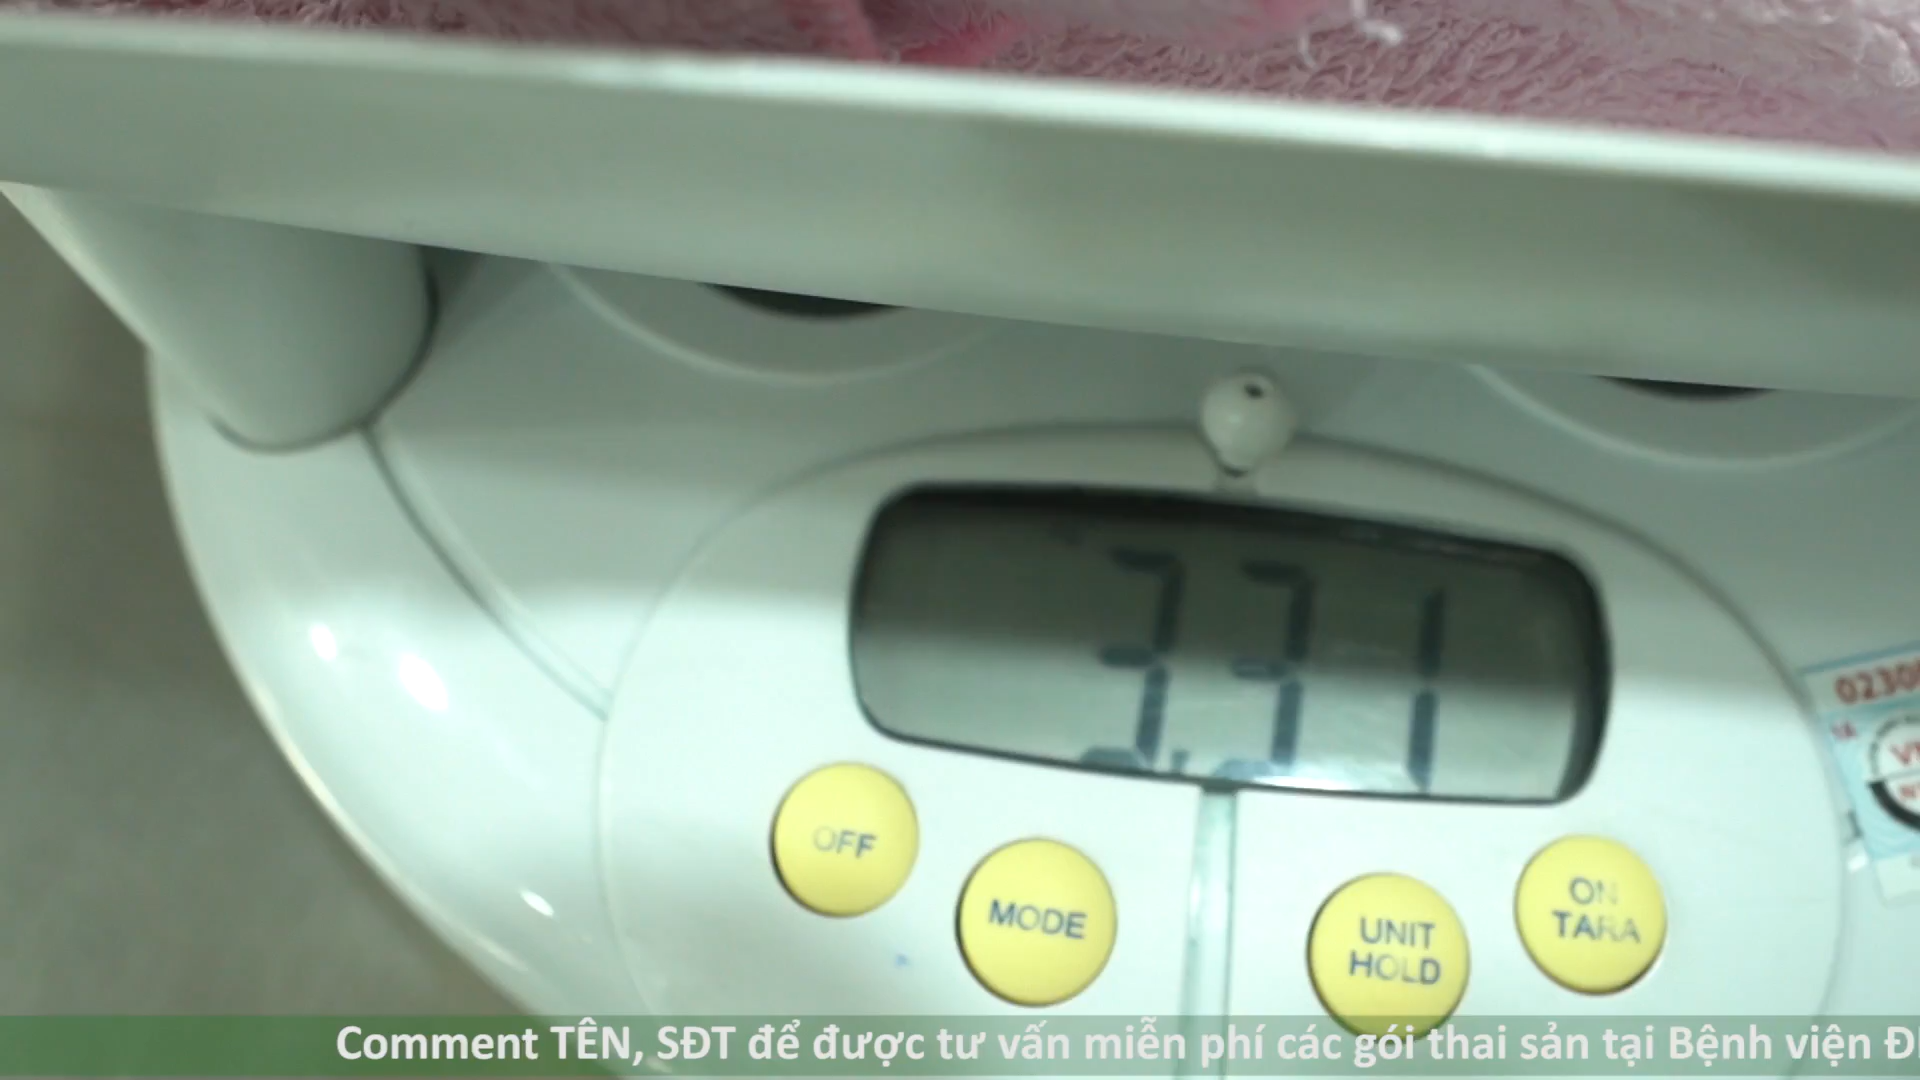 3.31
OFF
MODE
UNIT
HOLD
ON
TARA
Comment TÊN, SĐT để được tư vấn miễn phí các gói thai sản tại Bệnh viện